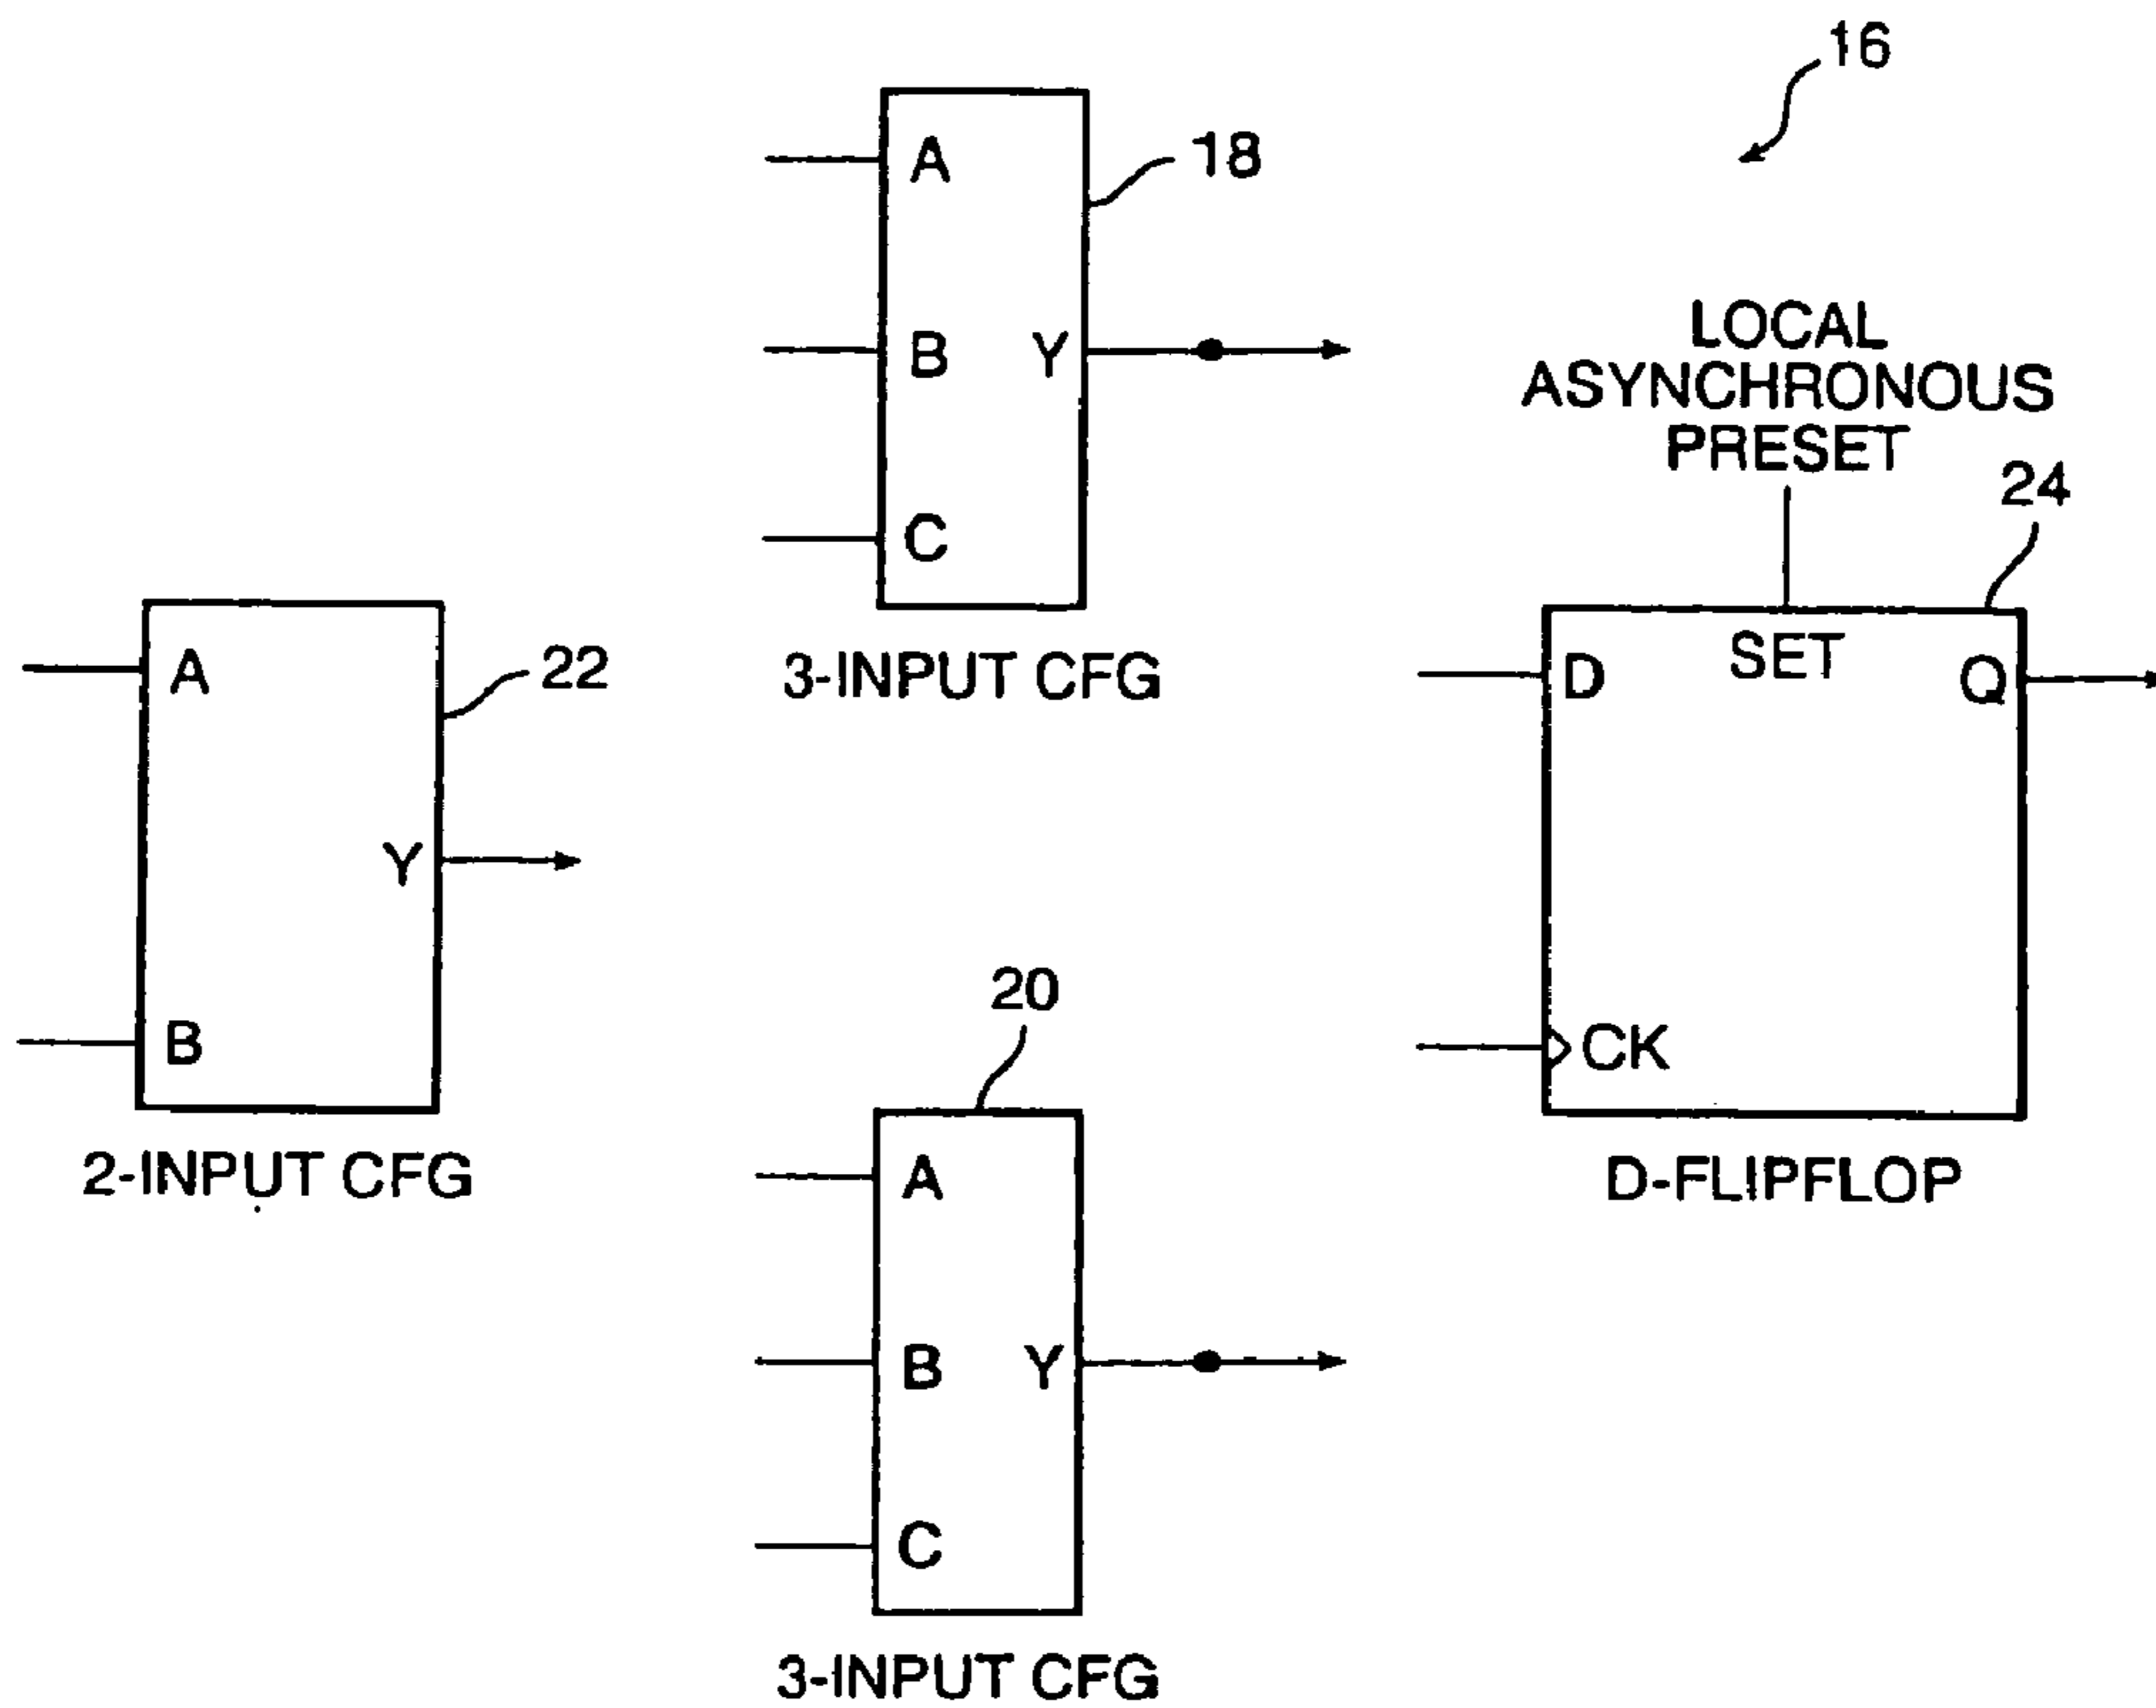 16
A
18
B Y
C
3-INPUT CFG
LOCAL
ASYNCHRONOUS
PRESET
24
A
22
Y
B
2-INPUT CFG
SET
D
Q
CK
D-FLIPFLOP
20
A
B Y
C
3-INPUT CFG